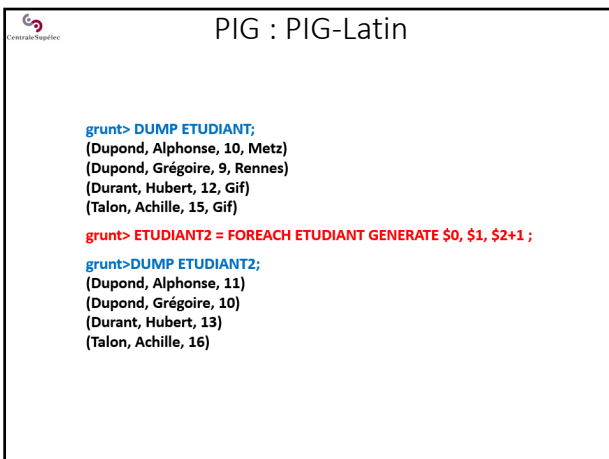 CentraleSupélec
PIG : PIG-Latin
grunt> DUMP ETUDIANT;
(Dupond, Alphonse, 10, Metz)
(Dupond, Grégoire, 9, Rennes)
(Durant, Hubert, 12, Gif)
(Talon, Achille, 15, Gif)
grunt> ETUDIANT2 = FOREACH ETUDIANT GENERATE $0, $1, $2+1 ;
grunt>DUMP ETUDIANT2;
(Dupond, Alphonse, 11)
(Dupond, Grégoire, 10)
(Durant, Hubert, 13)
(Talon, Achille, 16)